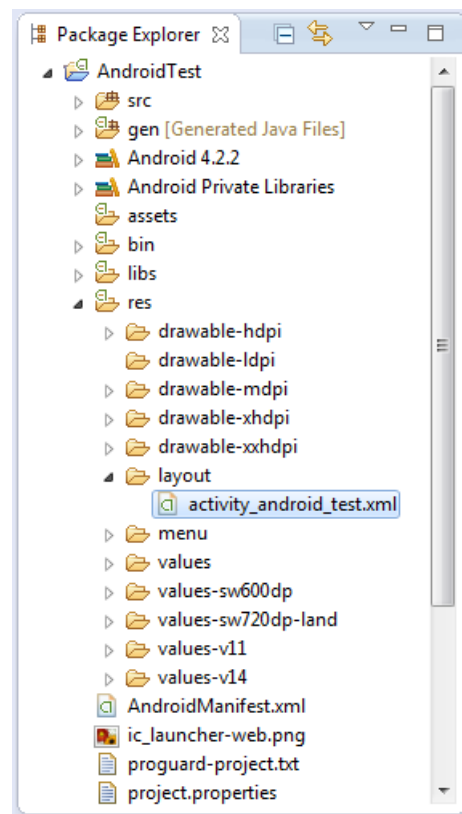 Package Explorer
AndroidTest
src
gen [Generated Java Files]
Android 4.2.2
Android Private Libraries
assets
bin
libs
res
drawable-hdpi
drawable-ldpi
drawable-mdpi
drawable-xhdpi
drawable-xxhdpi
layout
activity_android_test.xml
menu
values
values-sw600dp
values-sw720dp-land
values-v11
values-v14
AndroidManifest.xml
ic_launcher-web.png
proguard-project.txt
project.properties